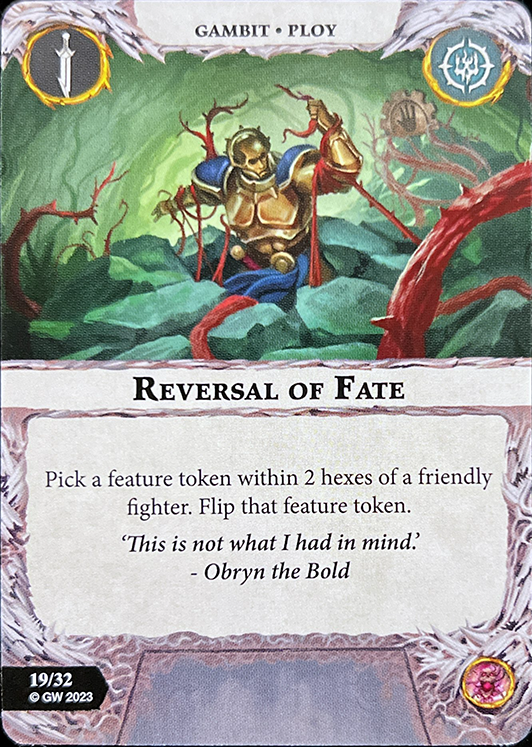 GAMBIT • PLOY
REVERSAL OF FATE
Pick a feature token within 2 hexes of a friendly
fighter. Flip that feature token.
‘This is not what I had in mind.’
- Obryn the Bold
19/32
© GW 2023